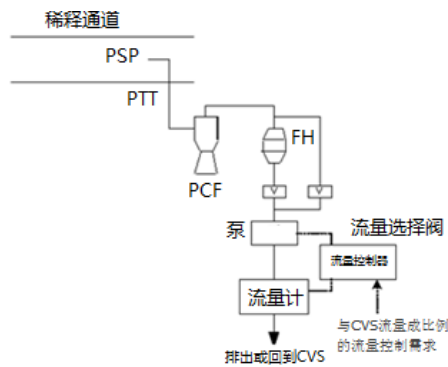 稀释通道
PSP
PTT
FH
PCF
泵
流量选择阀
流量控制器
流量计
与CVS流量成比例
的流量控制需求
排出或回到CVS